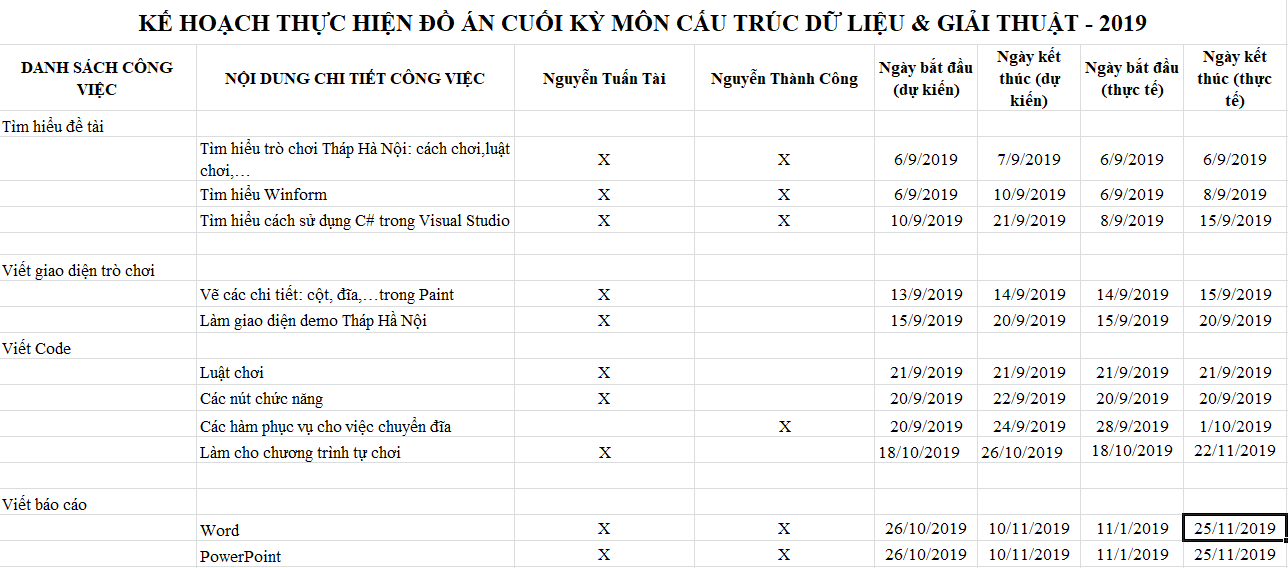 KẾ HOẠCH THỰC HIỆN ĐỒ ÁN CUỐI KỲ MÔN CẤU TRÚC DỮ LIỆU & GIẢI THUẬT - 2019
DANH SÁCH CÔNG VIỆC NỘI DUNG CHI TIẾT CÔNG VIỆC Nguyễn Tuấn Tài Nguyễn Thành Công Ngày bắt đầu (dự kiến) Ngày kết thúc (dự kiến) Ngày bắt đầu (thực tế) Ngày kết thúc (thực tế)
Tìm hiểu đề tài
Tìm hiểu trò chơi Tháp Hà Nội: cách chơi,luật chơi,… X X 6/9/2019 7/9/2019 6/9/2019 6/9/2019
Tìm hiểu Winform X X 6/9/2019 10/9/2019 6/9/2019 8/9/2019
Tìm hiểu cách sử dụng C# trong Visual Studio X X 10/9/2019 21/9/2019 8/9/2019 15/9/2019
Viết giao diện trò chơi
Vẽ các chi tiết: cột, đĩa,…trong Paint X 13/9/2019 14/9/2019 14/9/2019 15/9/2019
Làm giao diện demo Tháp Hầ Nội X 15/9/2019 20/9/2019 15/9/2019 20/9/2019
Viết Code
Luật chơi X 21/9/2019 21/9/2019 21/9/2019 21/9/2019
Các nút chức năng X 20/9/2019 22/9/2019 20/9/2019 20/9/2019
Các hàm phục vụ cho việc chuyển đĩa X 20/9/2019 24/9/2019 28/9/2019 1/10/2019
Làm cho chương trình tự chơi X 18/10/2019 26/10/2019 18/10/2019 22/11/2019
Viết báo cáo
Word X X 26/10/2019 10/11/2019 11/1/2019 25/11/2019
PowerPoint X X 26/10/2019 10/11/2019 11/1/2019 25/11/2019